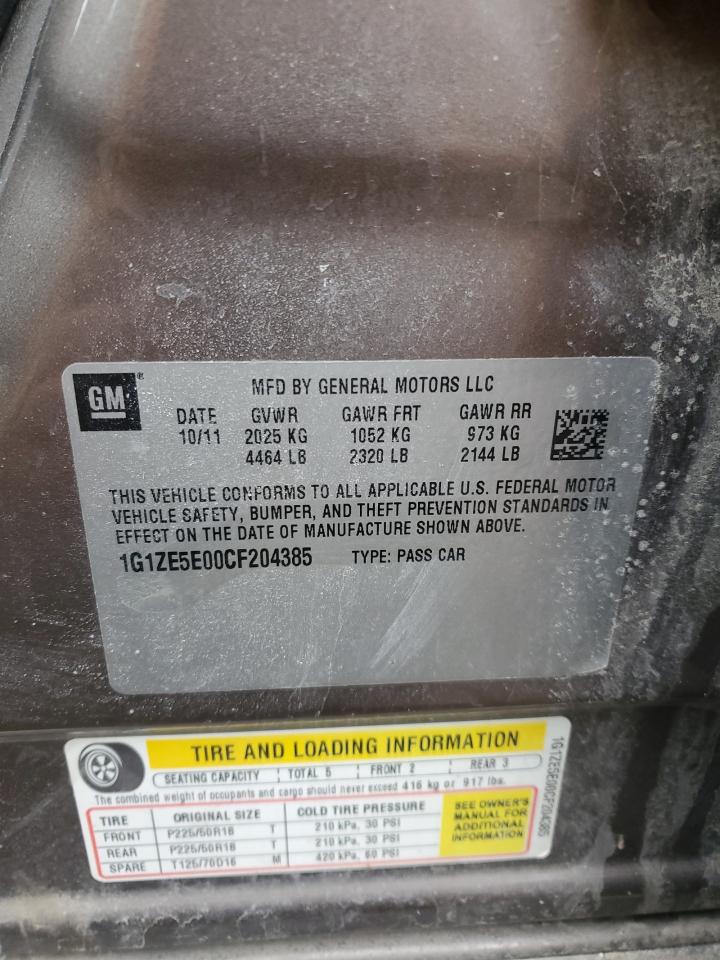 GM®
MFD BY GENERAL MOTORS LLC
DATE GVWR GAWR FRT GAWR RR
10/11 2025 KG 1052 KG 973 KG
4464 LB 2320 LB 2144 LB
THIS VEHICLE CONFORMS TO ALL APPLICABLE U.S. FEDERAL MOTOR
VEHICLE SAFETY, BUMPER, AND THEFT PREVENTION STANDARDS IN
EFFECT ON THE DATE OF MANUFACTURE SHOWN ABOVE.
1G1ZE5E00CF204385 TYPE: PASS CAR
TIRE AND LOADING INFORMATION
SEATING CAPACITY TOTAL 5 FRONT 2 REAR 3
The combined weight of occupants and cargo should never exceed 416 kg or 917 lbs.
TIRE ORIGINAL SIZE COLD TIRE PRESSURE
FRONT P225/50R18 T 210 kPa, 30 PSI
REAR P225/50R18 T 210 kPa, 30 PSI
SPARE T125/70D16 M 420 kPa, 60 PSI
SEE OWNER'S
MANUAL FOR
ADDITIONAL
INFORMATION
1G1ZE5E00CF204385